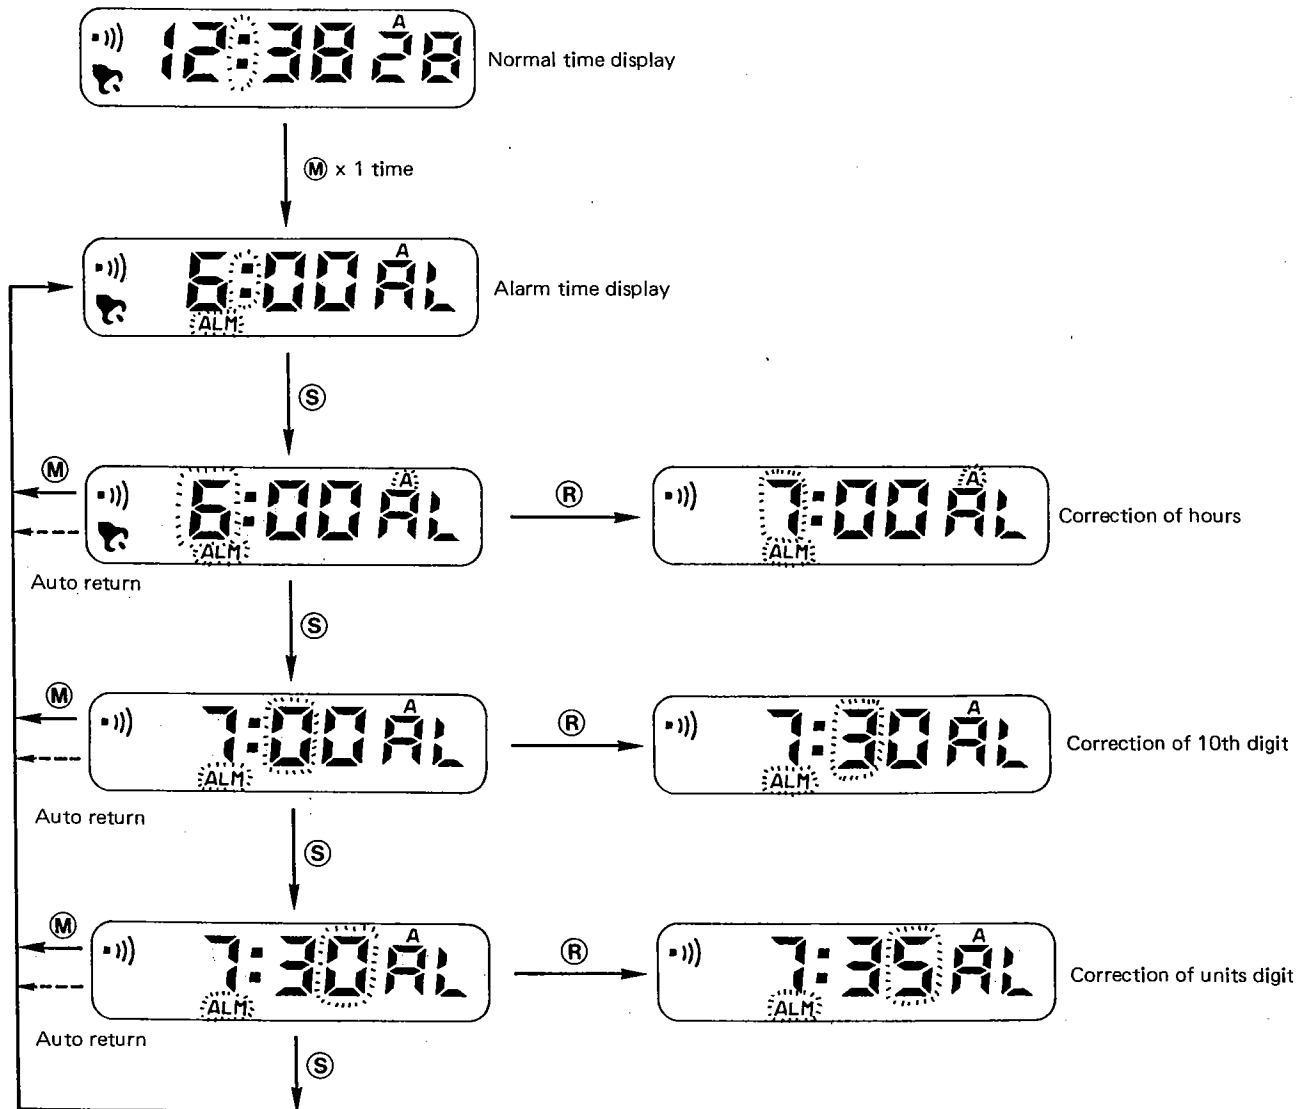 A
12:38 28
Normal time display
Ⓜ x 1 time
A
6:00 AL
ALM
Alarm time display
Ⓢ
Ⓜ
A
6:00 AL
ALM
Auto return
Ⓡ
A
7:00 AL
ALM
Correction of hours
Ⓢ
Ⓜ
A
7:00 AL
ALM
Auto return
Ⓡ
A
7:30 AL
ALM
Correction of 10th digit
Ⓢ
Ⓜ
A
7:30 AL
ALM
Auto return
Ⓡ
A
7:35 AL
ALM
Correction of units digit
Ⓢ